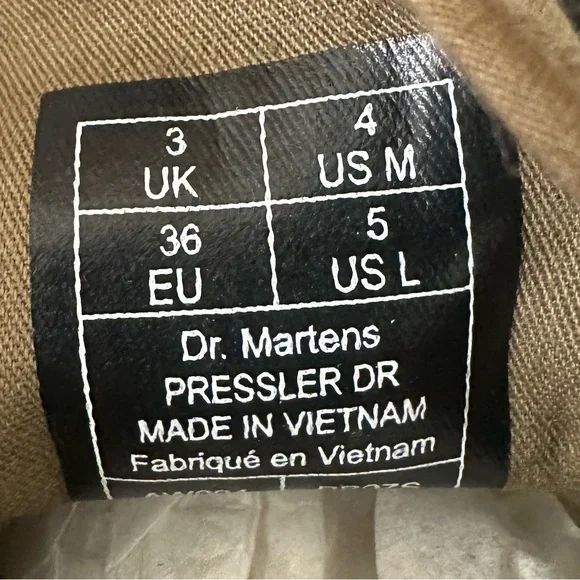 3 UK
4 US M
36 EU
5 US L
Dr. Martens
PRESSLER DR
MADE IN VIETNAM
Fabriqué en Vietnam